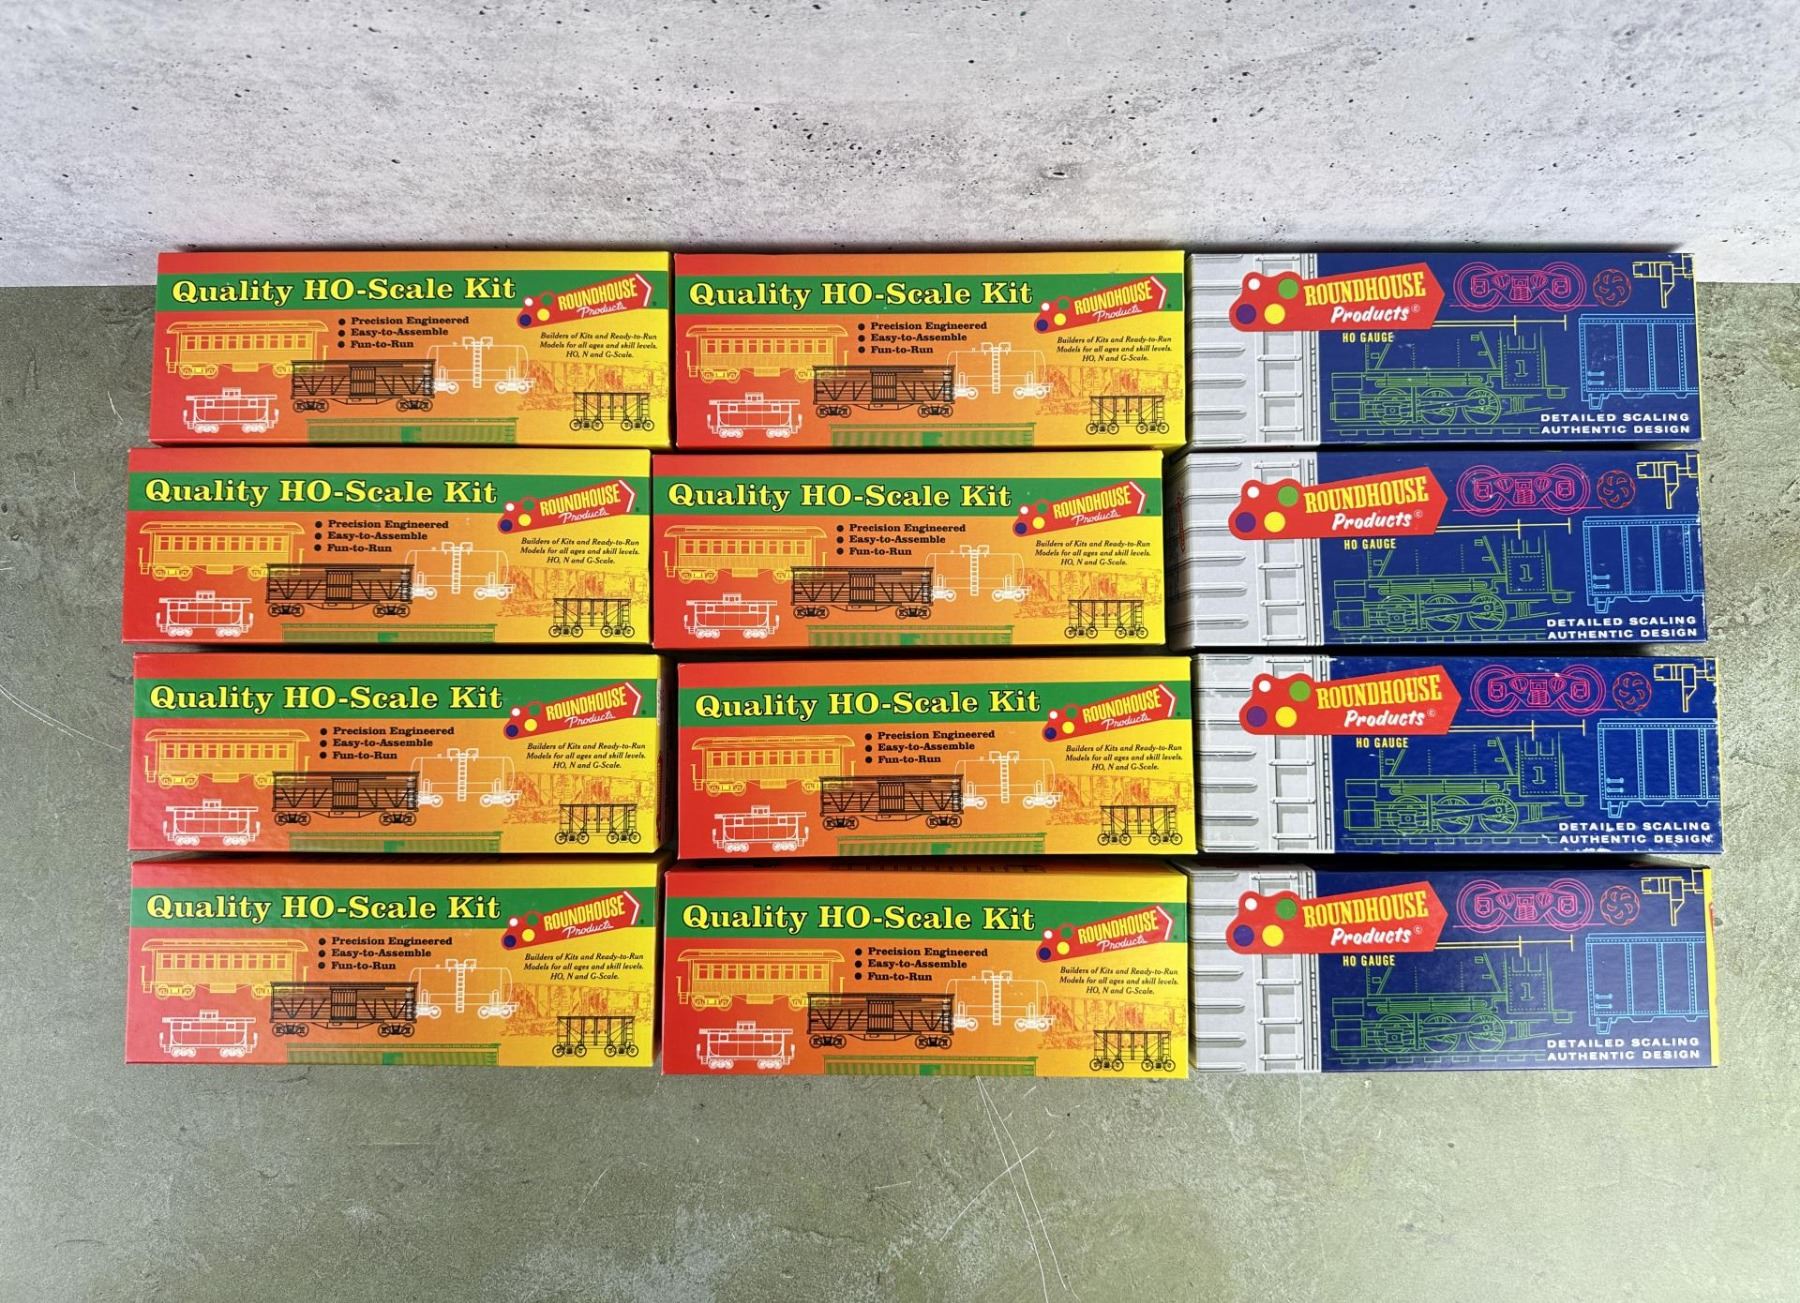 Quality HO-Scale Kit
ROUNDHOUSE
Products
● Precision Engineered
● Easy-to-Assemble
● Fun-to-Run
Builders of Kits and Ready-to-Run
Models for all ages and skill levels.
HO, N and G-Scale.
Quality HO-Scale Kit
ROUNDHOUSE
Products
● Precision Engineered
● Easy-to-Assemble
● Fun-to-Run
Builders of Kits and Ready-to-Run
Models for all ages and skill levels.
HO, N and G-Scale.
ROUNDHOUSE
Products©
HO GAUGE
1
DETAILED SCALING
AUTHENTIC DESIGN
Quality HO-Scale Kit
ROUNDHOUSE
Products
● Precision Engineered
● Easy-to-Assemble
● Fun-to-Run
Builders of Kits and Ready-to-Run
Models for all ages and skill levels.
HO, N and G-Scale.
Quality HO-Scale Kit
ROUNDHOUSE
Products
● Precision Engineered
● Easy-to-Assemble
● Fun-to-Run
Builders of Kits and Ready-to-Run
Models for all ages and skill levels.
HO, N and G-Scale.
ROUNDHOUSE
Products©
HO GAUGE
1
DETAILED SCALING
AUTHENTIC DESIGN
Quality HO-Scale Kit
ROUNDHOUSE
Products
● Precision Engineered
● Easy-to-Assemble
● Fun-to-Run
Builders of Kits and Ready-to-Run
Models for all ages and skill levels.
HO, N and G-Scale.
Quality HO-Scale Kit
ROUNDHOUSE
Products
● Precision Engineered
● Easy-to-Assemble
● Fun-to-Run
Builders of Kits and Ready-to-Run
Models for all ages and skill levels.
HO, N and G-Scale.
ROUNDHOUSE
Products©
HO GAUGE
1
DETAILED SCALING
AUTHENTIC DESIGN
Quality HO-Scale Kit
ROUNDHOUSE
Products
● Precision Engineered
● Easy-to-Assemble
● Fun-to-Run
Builders of Kits and Ready-to-Run
Models for all ages and skill levels.
HO, N and G-Scale.
Quality HO-Scale Kit
ROUNDHOUSE
Products
● Precision Engineered
● Easy-to-Assemble
● Fun-to-Run
Builders of Kits and Ready-to-Run
Models for all ages and skill levels.
HO, N and G-Scale.
ROUNDHOUSE
Products©
HO GAUGE
1
DETAILED SCALING
AUTHENTIC DESIGN